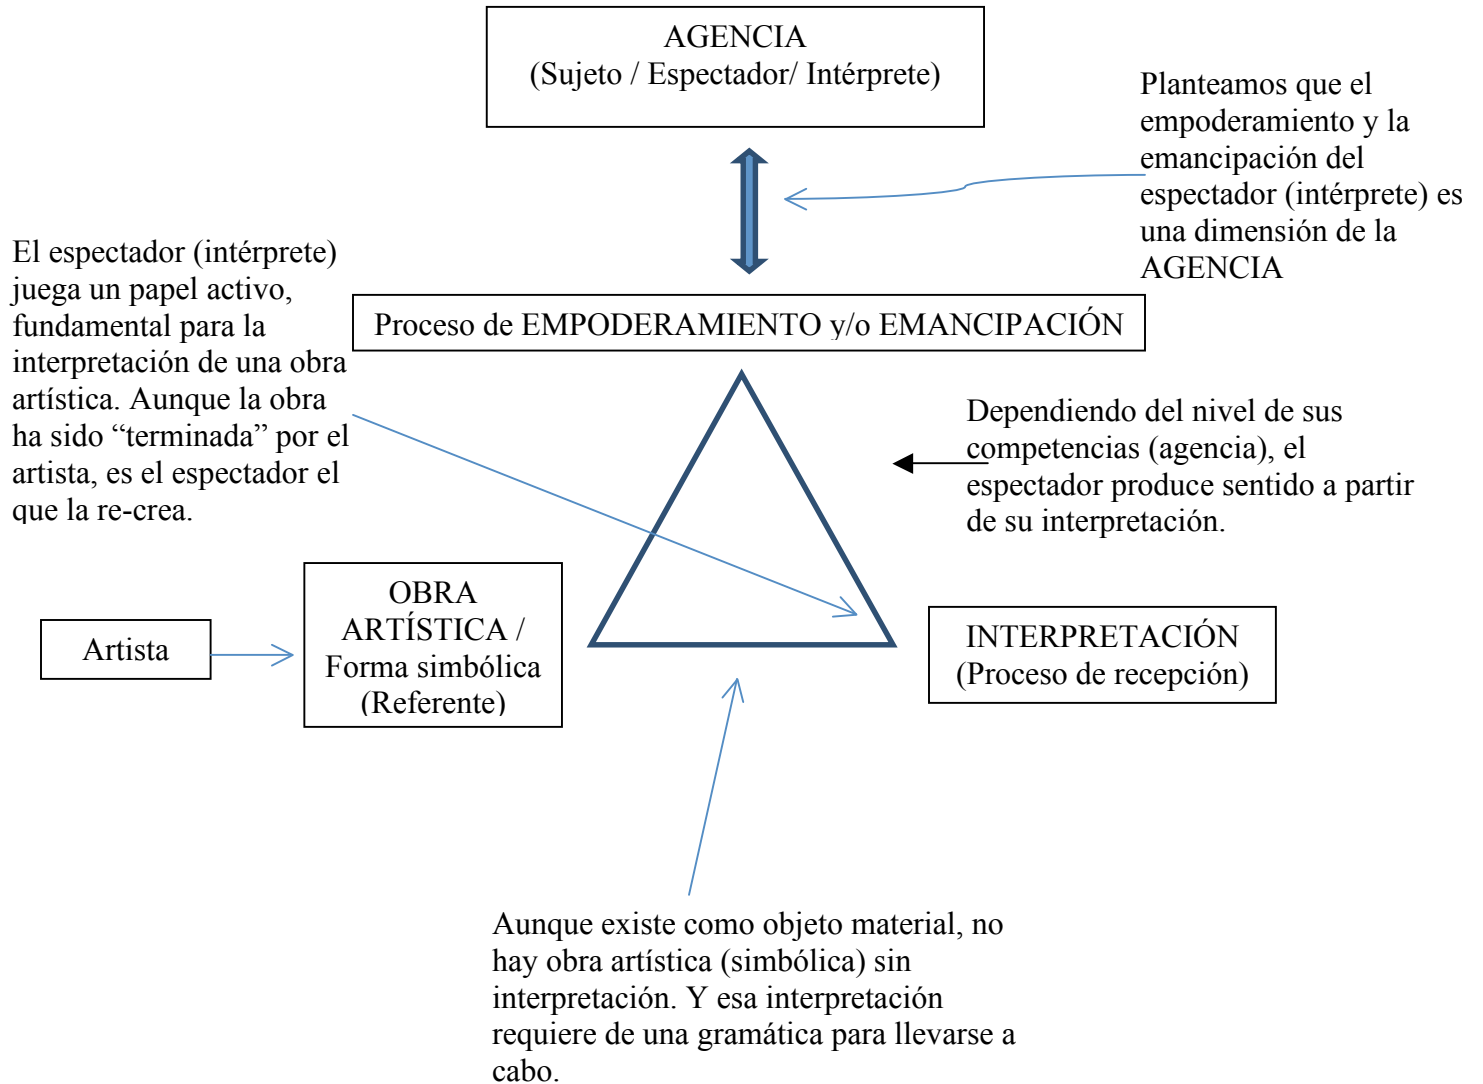 AGENCIA
(Sujeto / Espectador/ Intérprete)
Planteamos que el
empoderamiento y la
emancipación del
espectador (intérprete) es
una dimensión de la
AGENCIA
El espectador (intérprete)
juega un papel activo,
fundamental para la
interpretación de una obra
artística. Aunque la obra
ha sido “terminada” por el
artista, es el espectador el
que la re-crea.
Proceso de EMPODERAMIENTO y/o EMANCIPACIÓN
Dependiendo del nivel de sus
competencias (agencia), el
espectador produce sentido a partir
de su interpretación.
Artista
OBRA
ARTÍSTICA /
Forma simbólica
(Referente)
INTERPRETACIÓN
(Proceso de recepción)
Aunque existe como objeto material, no
hay obra artística (simbólica) sin
interpretación. Y esa interpretación
requiere de una gramática para llevarse a
cabo.